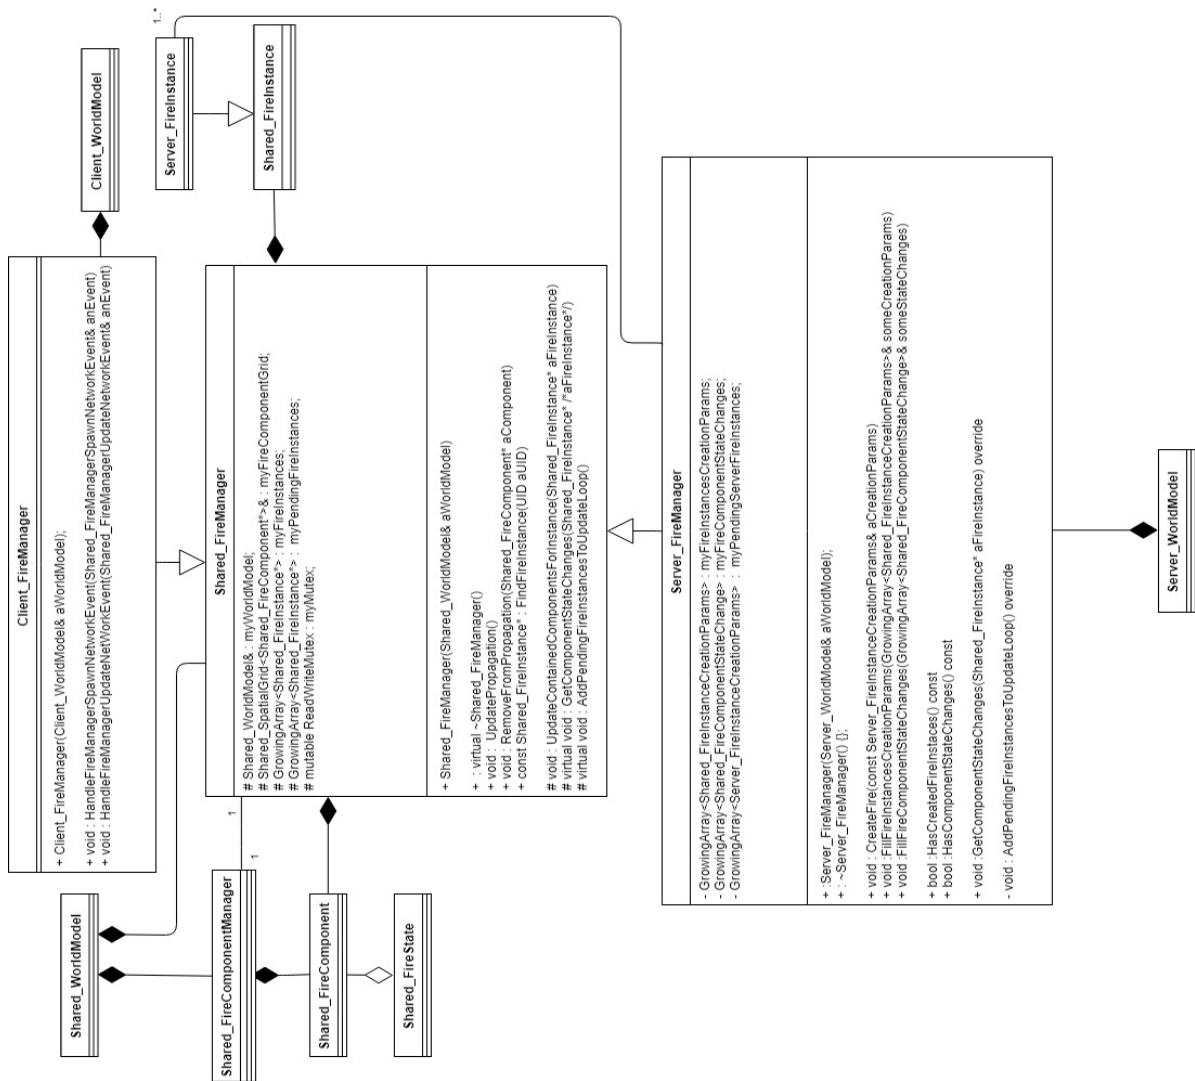 Client_FireManager
+ Client_FireManager(Client_WorldModel& aWorldModel);
+ void : HandleFireManagerSpawnNetworkEvent(Shared_FireManagerSpawnNetworkEvent& anEvent)
+ void : HandleFireManagerUpdateNetWorkEvent(Shared_FireManagerUpdateNetworkEvent& anEvent)
Client_WorldModel
Server_FireInstance
1..*
Shared_FireInstance
Shared_WorldModel
Shared_FireComponentManager
1
1
Shared_FireComponent
Shared_FireState
Shared_FireManager
# Shared_WorldModel& : myWorldModel;
# Shared_SpatialGrid<Shared_FireComponent*>& : myFireComponentGrid;
# GrowingArray<Shared_FireInstance*> : myFireInstances;
# GrowingArray<Shared_FireInstance*> : myPendingFireInstances;
# mutable ReadWriteMutex : myMutex;
+ Shared_FireManager(Shared_WorldModel& aWorldModel)
+ : virtual ~Shared_FireManager()
+ void : UpdatePropagation()
+ void : RemoveFromPropagation(Shared_FireComponent* aComponent)
+ const Shared_FireInstance* : FindFireInstance(UID aUID)
# void : UpdateContainedComponentsForInstance(Shared_FireInstance* aFireInstance)
# virtual void : GetComponentStateChanges(Shared_FireInstance* /*aFireInstance*/)
# virtual void : AddPendingFireInstancesToUpdateLoop()
Server_FireManager
- GrowingArray<Shared_FireInstanceCreationParams> : myFireInstancesCreationParams;
- GrowingArray<Shared_FireComponentStateChange> : myFireComponentStateChanges;
- GrowingArray<Server_FireInstanceCreationParams> : myPendingServerFireInstances;
+ :Server_FireManager(Server_WorldModel& aWorldModel);
+ : ~Server_FireManager() {};
+ void : CreateFire(const Server_FireInstanceCreationParams& aCreationParams)
+ void :FillFireInstancesCreationParams(GrowingArray<Shared_FireInstanceCreationParams>& someCreationParams)
+ void :FillFireComponentStateChanges(GrowingArray<Shared_FireComponentStateChange>& someStateChanges)
+ bool :HasCreatedFireInstaces() const
+ bool :HasComponentStateChanges() const
+ void :GetComponentStateChanges(Shared_FireInstance* aFireInstance) override
- void : AddPendingFireInstancesToUpdateLoop() override
Server_WorldModel